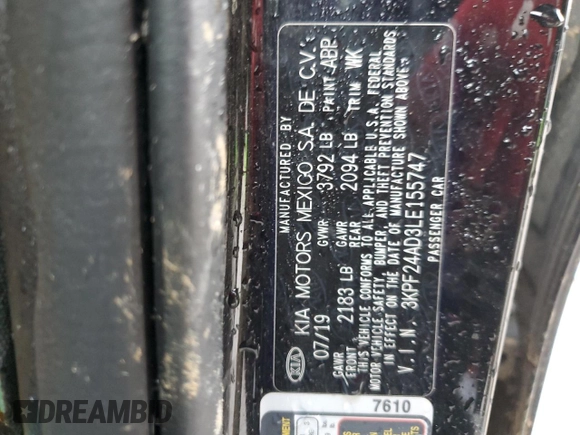 MANUFACTURED BY
KIA MOTORS MEXICO S.A. DE C.V.
07/19 GVWR 3792 LB PAINT ABP
GAWR FRONT 2183 LB GAWR REAR 2094 LB TRIM WK
THIS VEHICLE CONFORMS TO ALL APPLICABLE U.S.A. FEDERAL
MOTOR VEHICLE SAFETY, BUMPER, AND THEFT PREVENTION STANDARDS
IN EFFECT ON THE DATE OF MANUFACTURE SHOWN ABOVE.
V.I.N. 3KPF24AD3LE155747
PASSENGER CAR
KIA
7610
DREAMBID